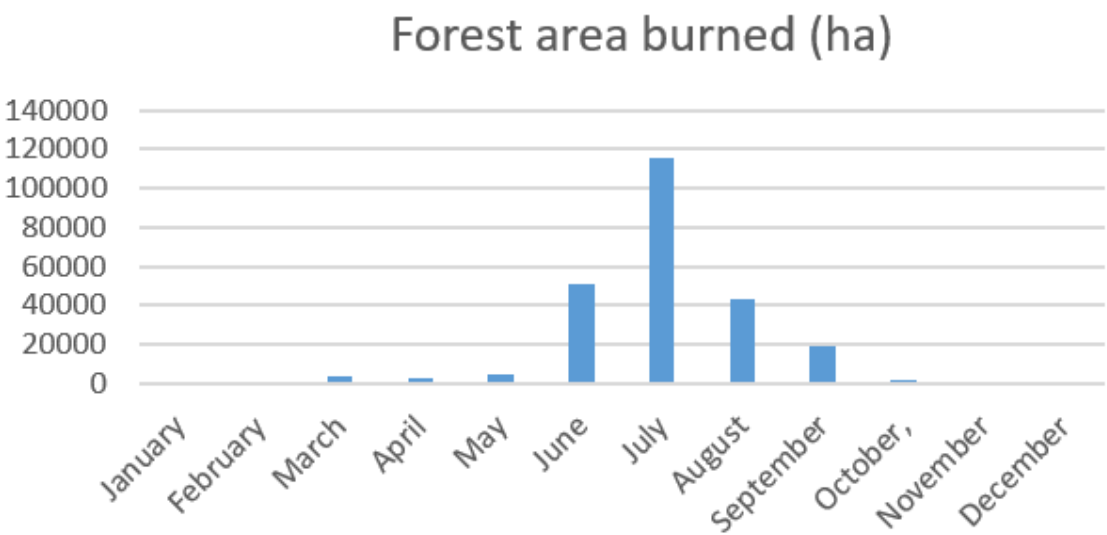 Forest area burned (ha)
140000
120000
100000
80000
60000
40000
20000
0
January
February
March
April
May
June
July
August
September
October,
November
December